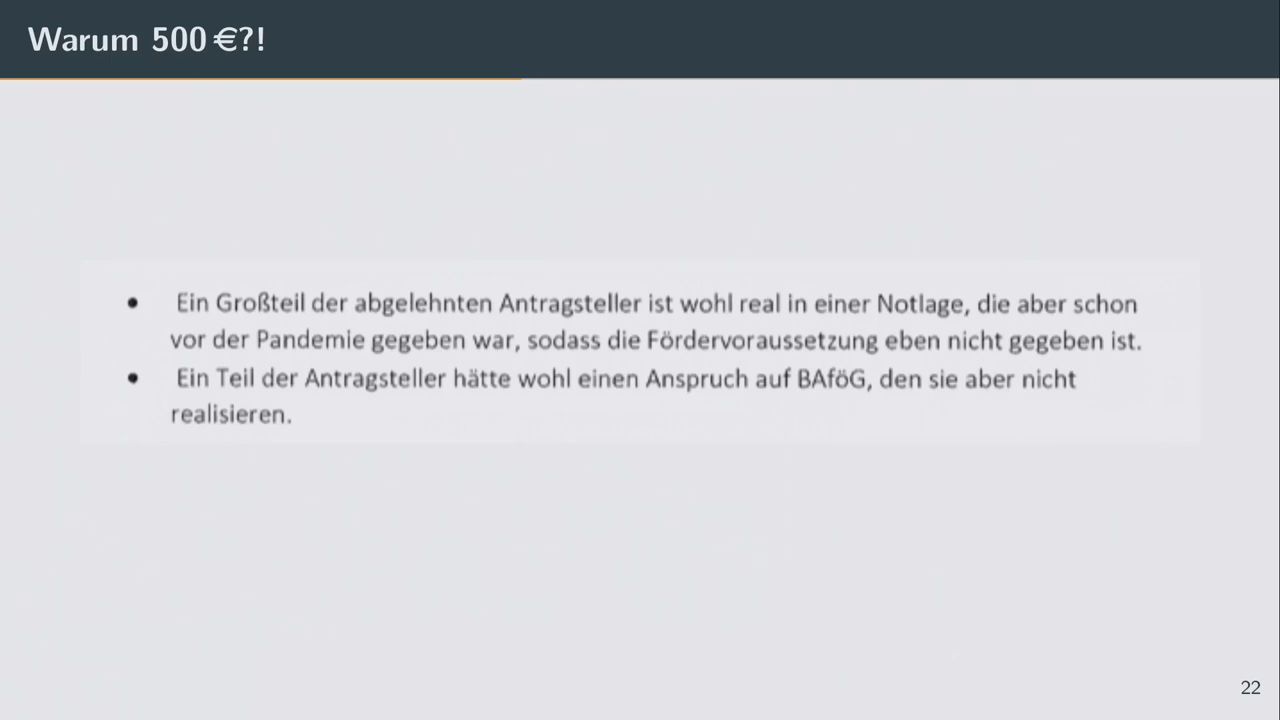 Warum 500 €?!
• Ein Großteil der abgelehnten Antragsteller ist wohl real in einer Notlage, die aber schon
vor der Pandemie gegeben war, sodass die Fördervoraussetzung eben nicht gegeben ist.
• Ein Teil der Antragsteller hätte wohl einen Anspruch auf BAföG, den sie aber nicht
realisieren.
22